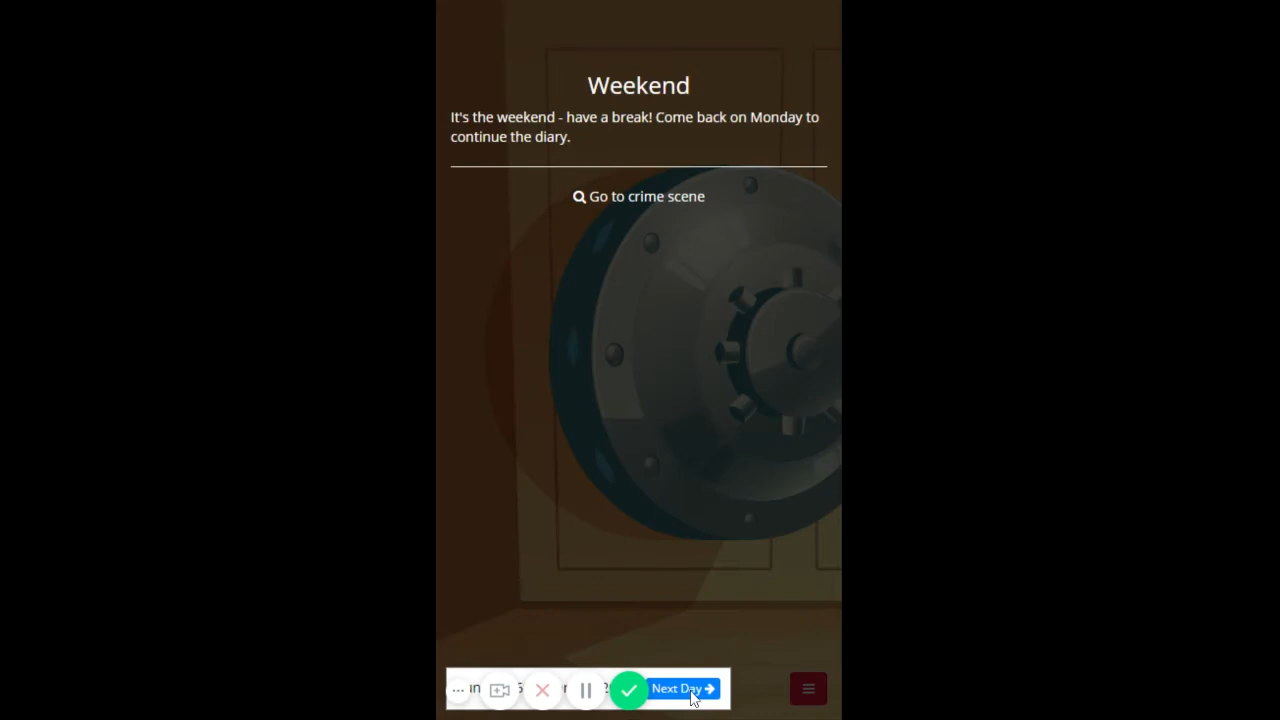 Weekend
It's the weekend - have a break! Come back on Monday to
continue the diary.
Go to crime scene
Next Day